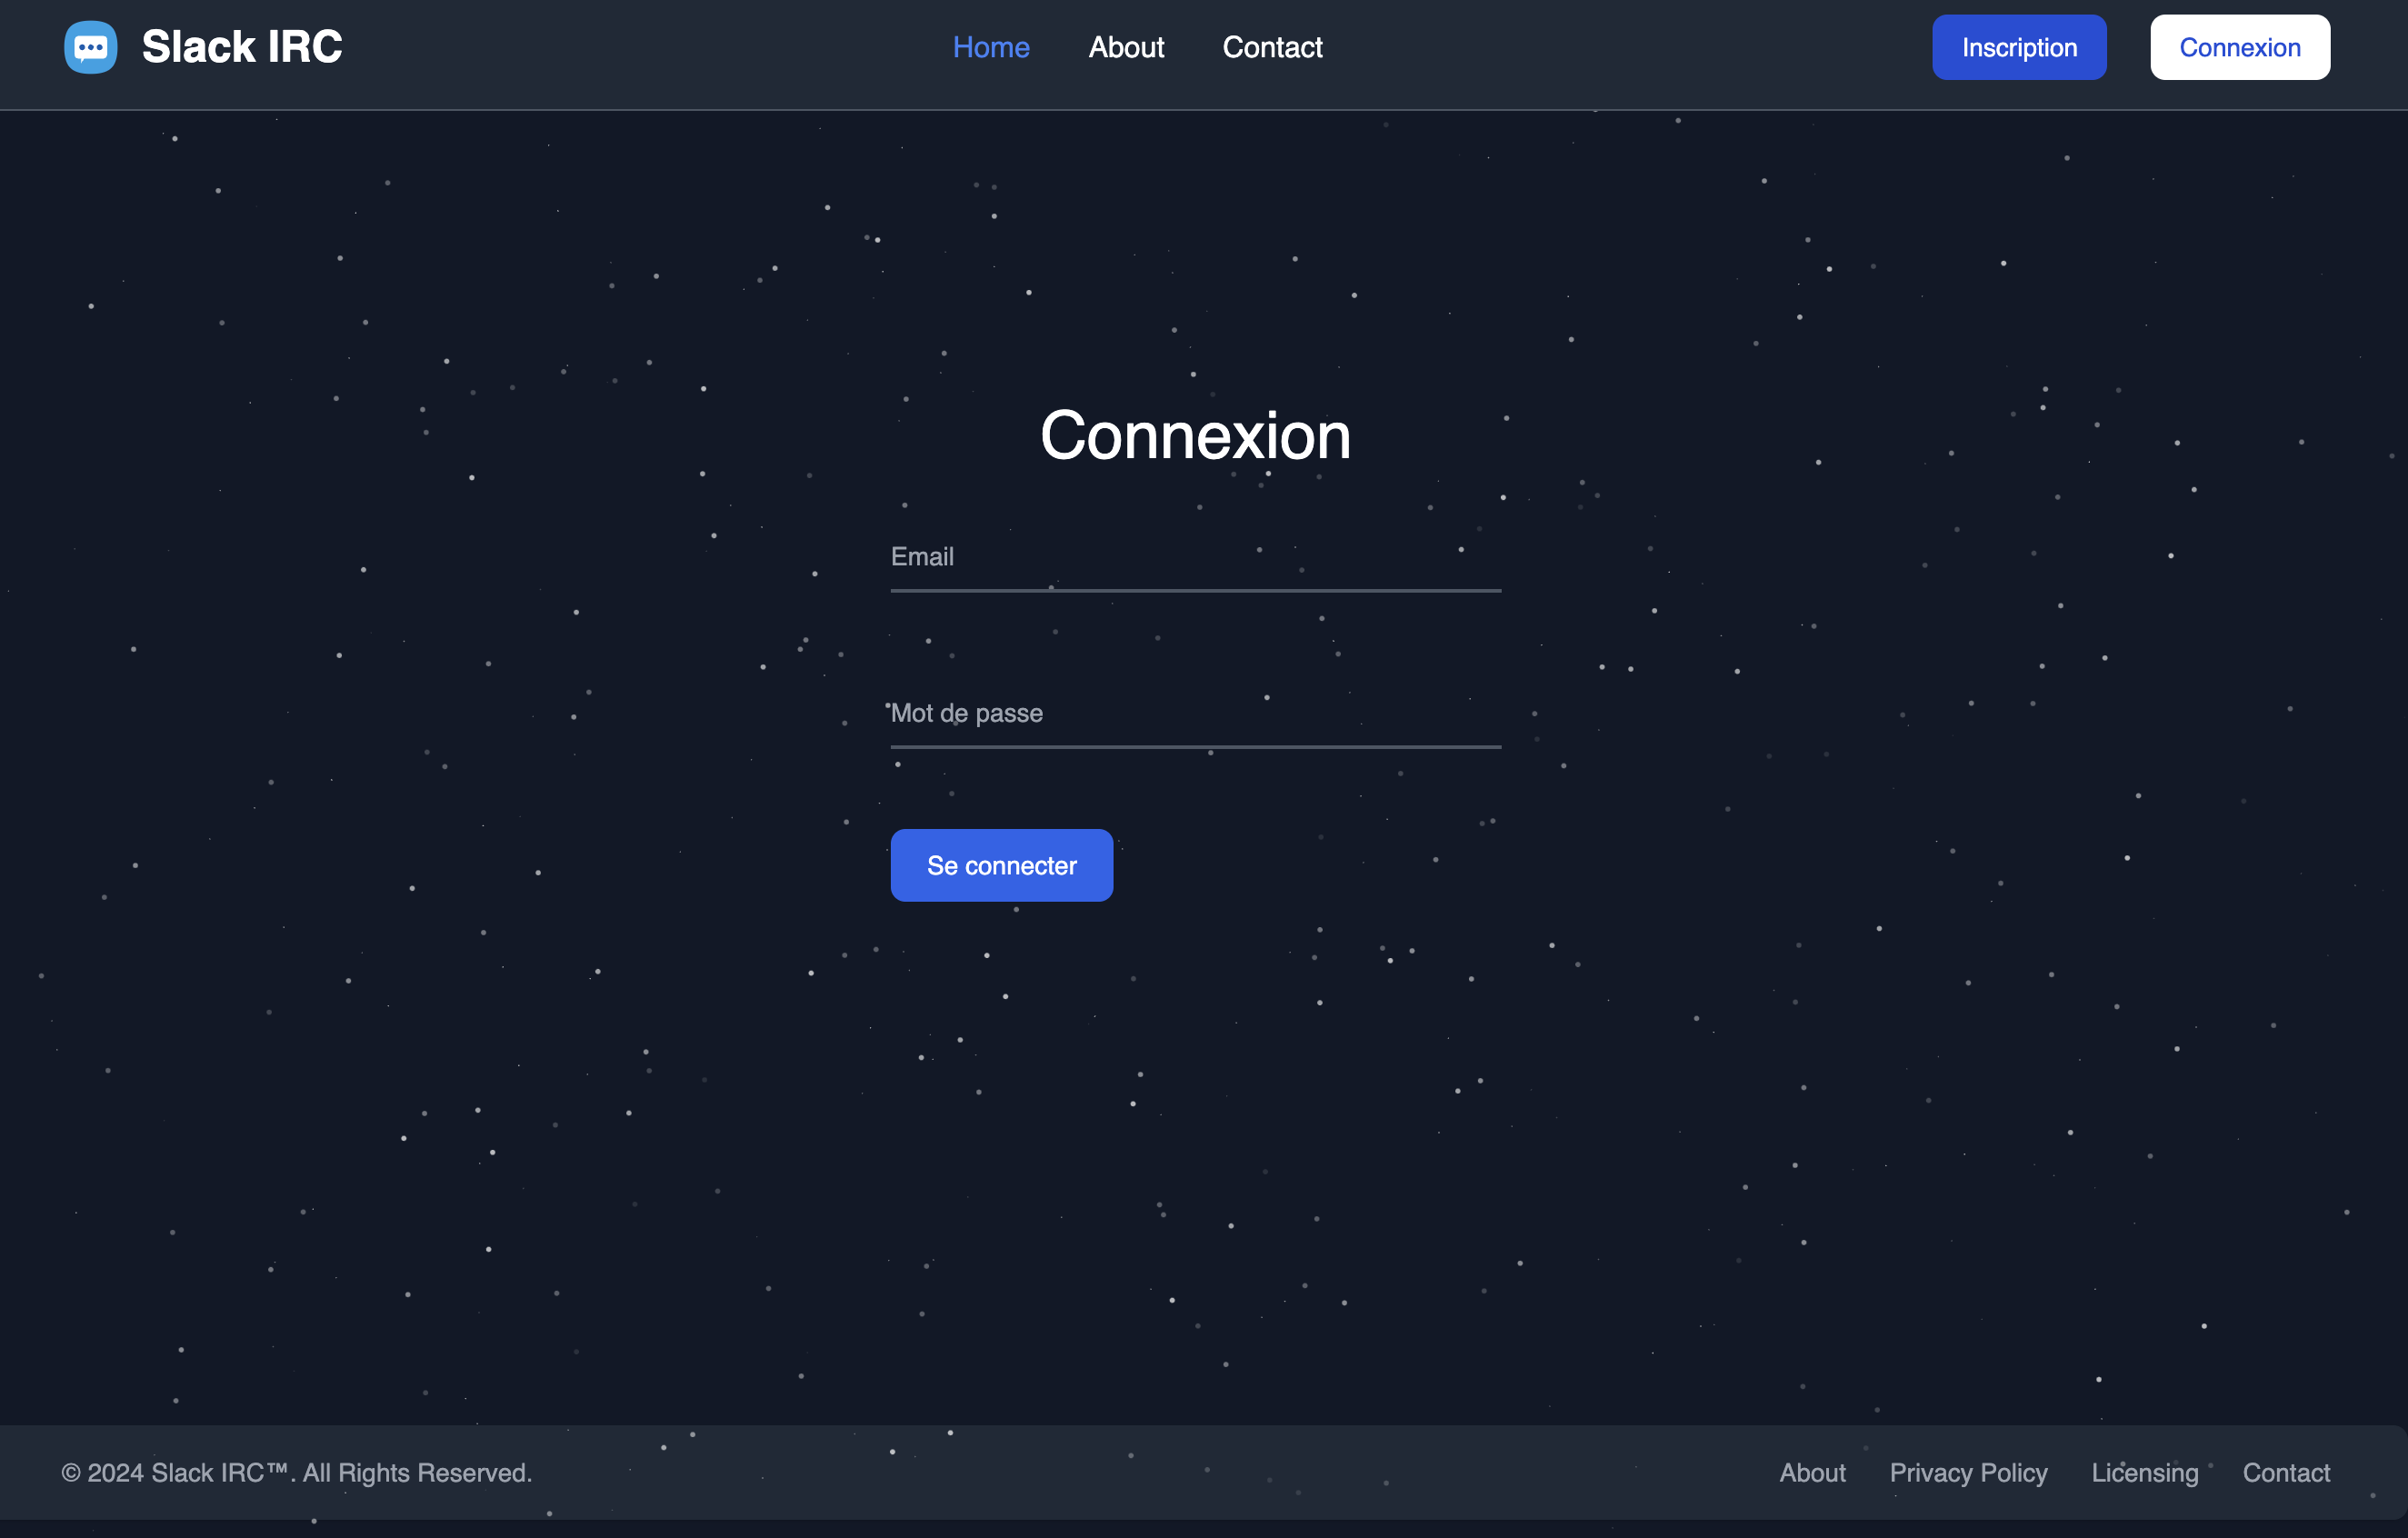 Slack IRC
Home About Contact
Inscription Connexion
Connexion
Email
Mot de passe
Se connecter
© 2024 Slack IRC™. All Rights Reserved.
About Privacy Policy Licensing Contact